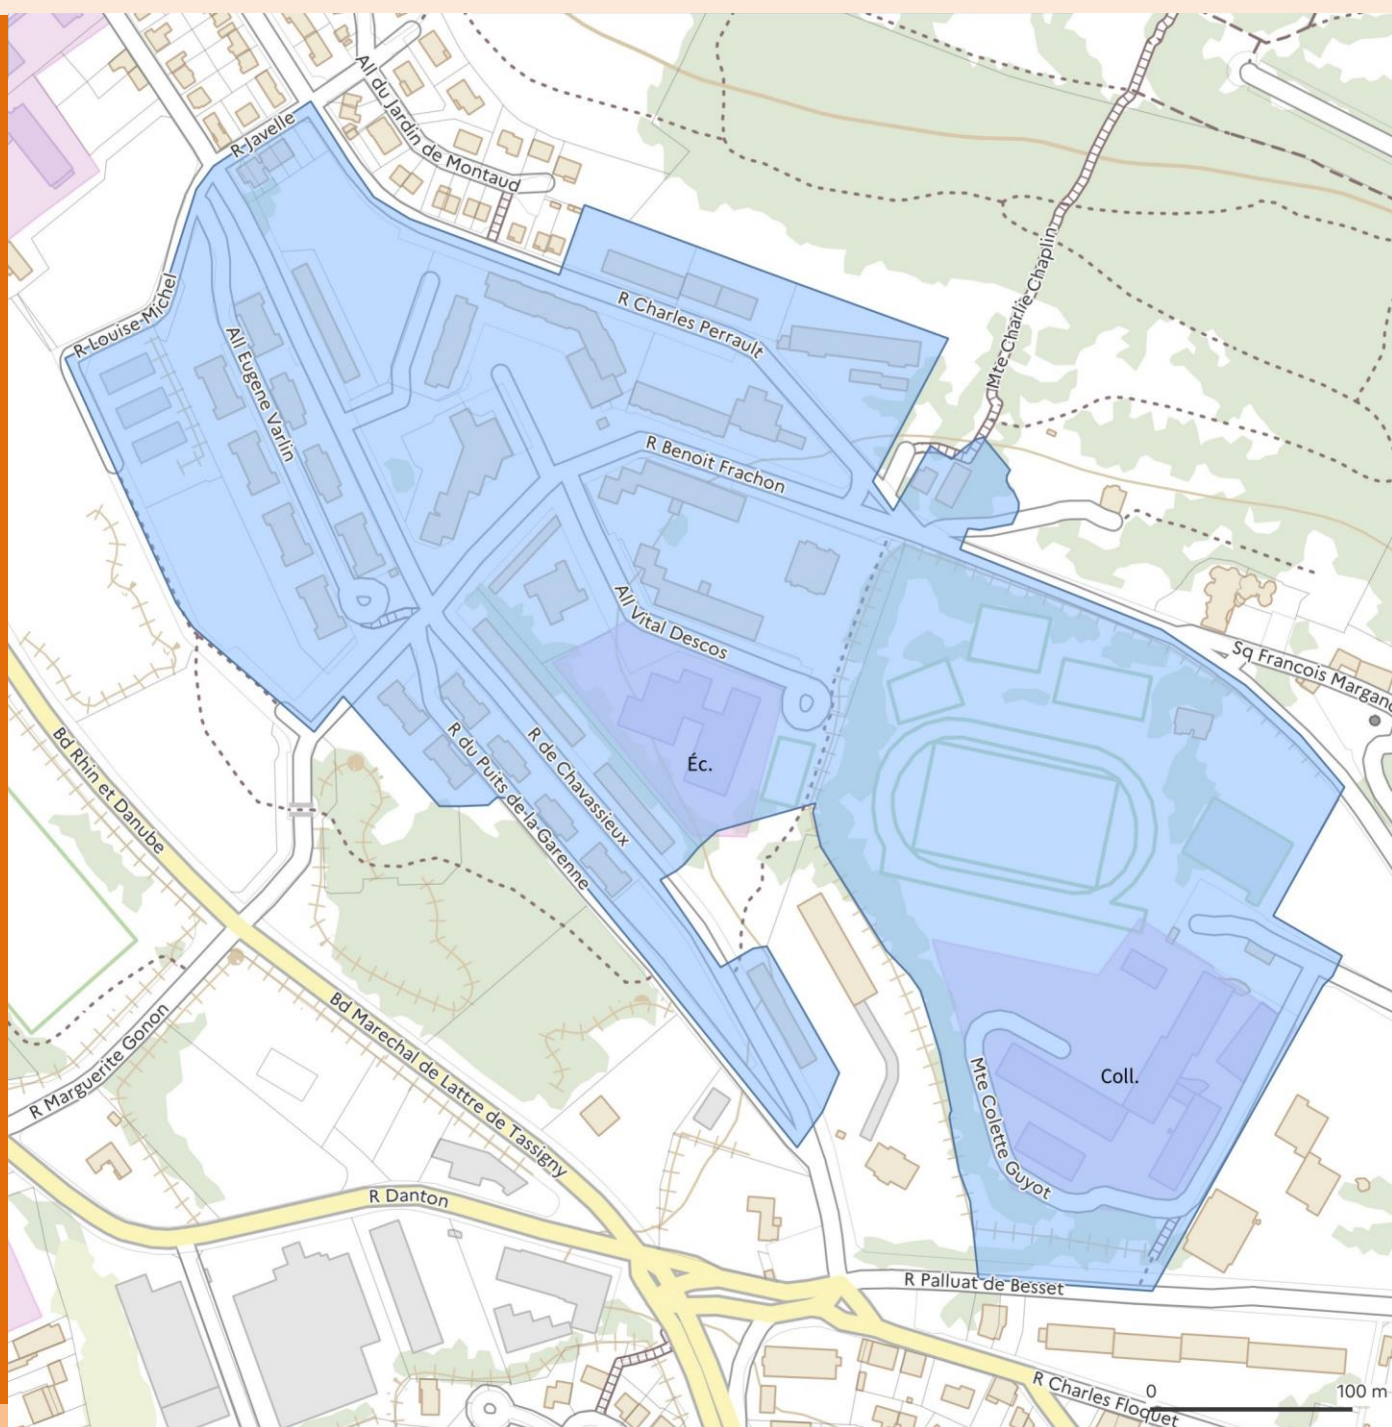 R Javelle
All du Jardin de Montaud
R Louise Michel
R Charles Perrault
Mte Charlie Chaplin
All Eugene Varlin
R Benoit Frachon
All Vital Descos
Sq Francois Margand
R du Puits de la Garenne
R de Chavassieux
Éc.
Bd Rhin et Danube
Bd Marechal de Lattre de Tassigny
R Marguerite Gonon
Mte Colette Guyot
Coll.
R Danton
R Palluat de Besset
R Charles Floquet
0 100 m